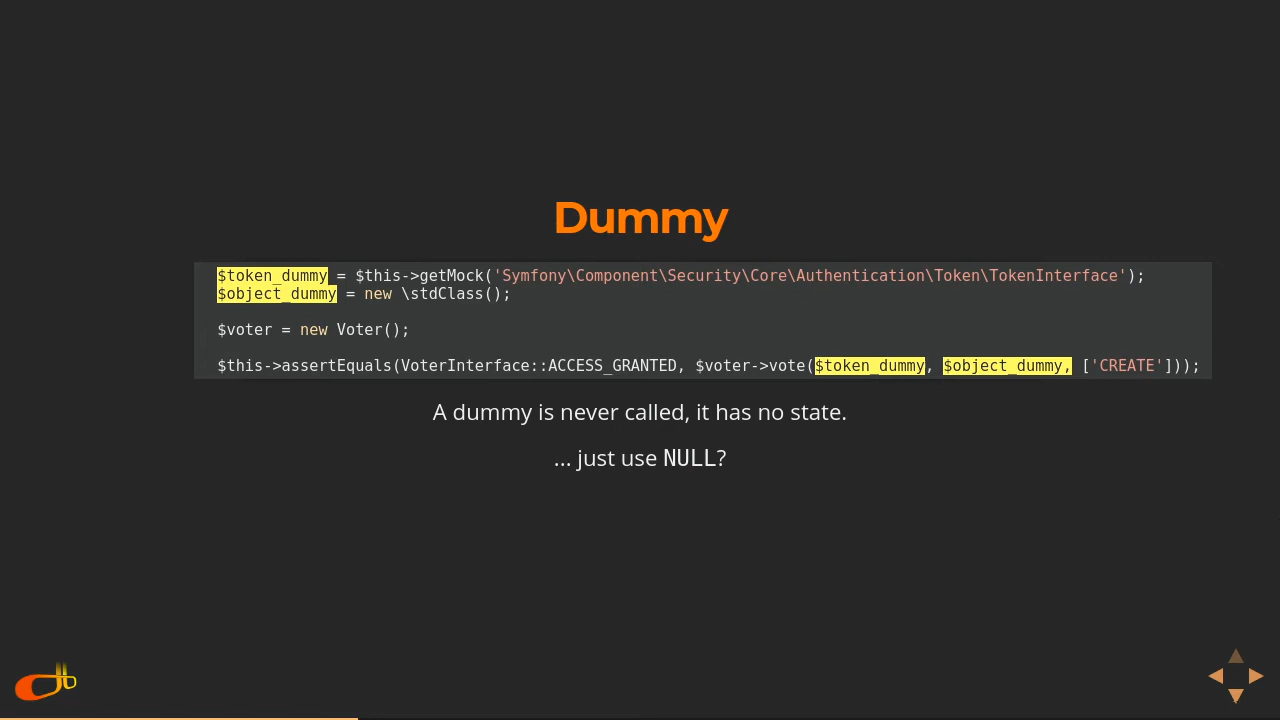 Dummy
$token_dummy = $this->getMock('Symfony\Component\Security\Core\Authentication\Token\TokenInterface');
$object_dummy = new \stdClass();
$voter = new Voter();
$this->assertEquals(VoterInterface::ACCESS_GRANTED, $voter->vote($token_dummy, $object_dummy, ['CREATE']));
A dummy is never called, it has no state.
... just use NULL?